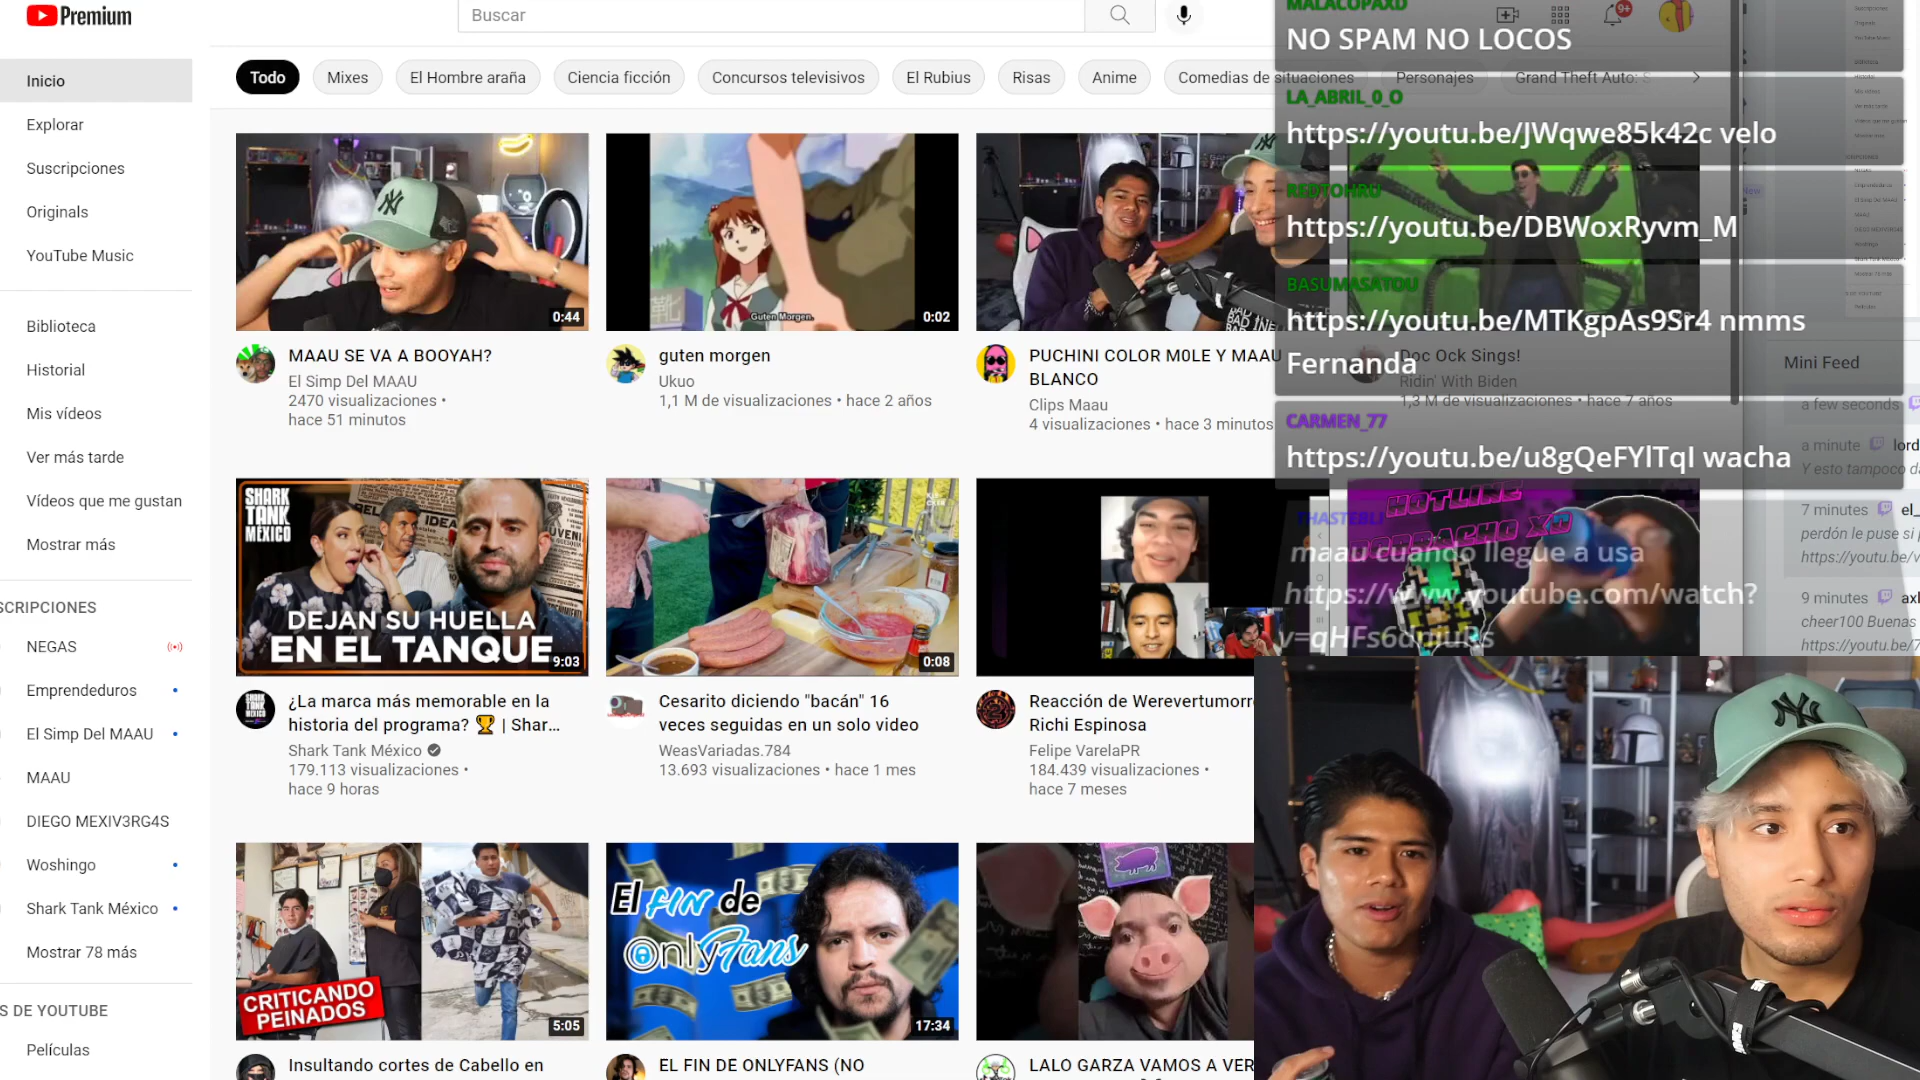 Premium
Buscar
9+
Inicio
Explorar
Suscripciones
Originals
YouTube Music
Biblioteca
Historial
Mis vídeos
Ver más tarde
Vídeos que me gustan
Mostrar más
SCRIPCIONES
NEGAS
Emprendeduros
El Simp Del MAAU
MAAU
DIEGO MEXIV3RG4S
Woshingo
Shark Tank México
Mostrar 78 más
S DE YOUTUBE
Películas
Todo
Mixes
El Hombre araña
Ciencia ficción
Concursos televisivos
El Rubius
Risas
Anime
Comedias de situaciones
Personajes
Grand Theft Auto: S
0:44
MAAU SE VA A BOOYAH?
El Simp Del MAAU
2470 visualizaciones •
hace 51 minutos
Guten Morgen.
0:02
guten morgen
Ukuo
1,1 M de visualizaciones • hace 2 años
PUCHINI COLOR M0LE Y MAAU
BLANCO
Clips Maau
4 visualizaciones • hace 3 minutos
Doc Ock Sings!
Ridin' With Biden
1,3 M de visualizaciones • hace 7 años
SHARK
TANK
MÉXICO
DEJAN SU HUELLA
EN EL TANQUE
9:03
¿La marca más memorable en la
historia del programa? 🏆 | Shar...
Shark Tank México
179.113 visualizaciones •
hace 9 horas
0:08
Cesarito diciendo "bacán" 16
veces seguidas en un solo video
WeasVariadas.784
13.693 visualizaciones • hace 1 mes
Reacción de Werevertumorr
Richi Espinosa
Felipe VarelaPR
184.439 visualizaciones •
hace 7 meses
HOTLINE
BORRACHO XD
CRITICANDO
PEINADOS
5:05
Insultando cortes de Cabello en
El FIN de
OnlyFans
17:34
EL FIN DE ONLYFANS (NO
LALO GARZA VAMOS A VER
MALACOPAXD
NO SPAM NO LOCOS
LA_ABRIL_0_O
https://youtu.be/JWqwe85k42c velo
REDTOHRU
https://youtu.be/DBWoxRyvm_M
BASUMASATOU
https://youtu.be/MTKgpAs9Sr4 nmms
Fernanda
CARMEN_77
https://youtu.be/u8gQeFYlTqI wacha
THASTEBLI
maau cuando llegue a usa
https://www.youtube.com/watch?
Mini Feed
a few seconds
a minute lord
Y esto tampoco da
7 minutes el_
perdón le puse si p
https://youtu.be/v
9 minutes axl
cheer100 Buenas
https://youtu.be/7